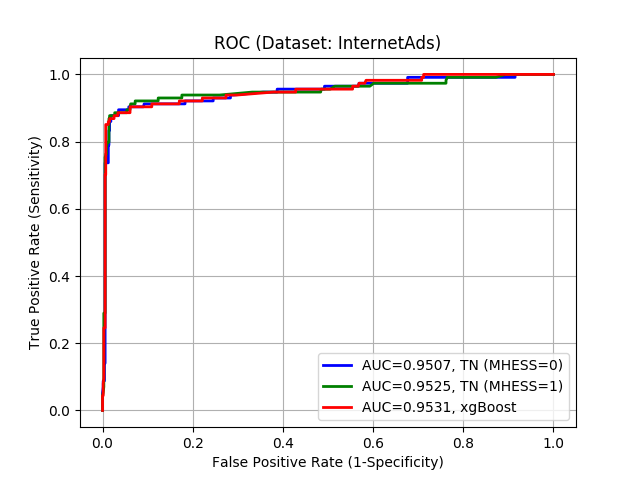 ROC (Dataset: InternetAds)
True Positive Rate (Sensitivity)
1.0
0.8
0.6
0.4
0.2
0.0
AUC=0.9507, TN (MHESS=0)
AUC=0.9525, TN (MHESS=1)
AUC=0.9531, xgBoost
0.0 0.2 0.4 0.6 0.8 1.0
False Positive Rate (1-Specificity)